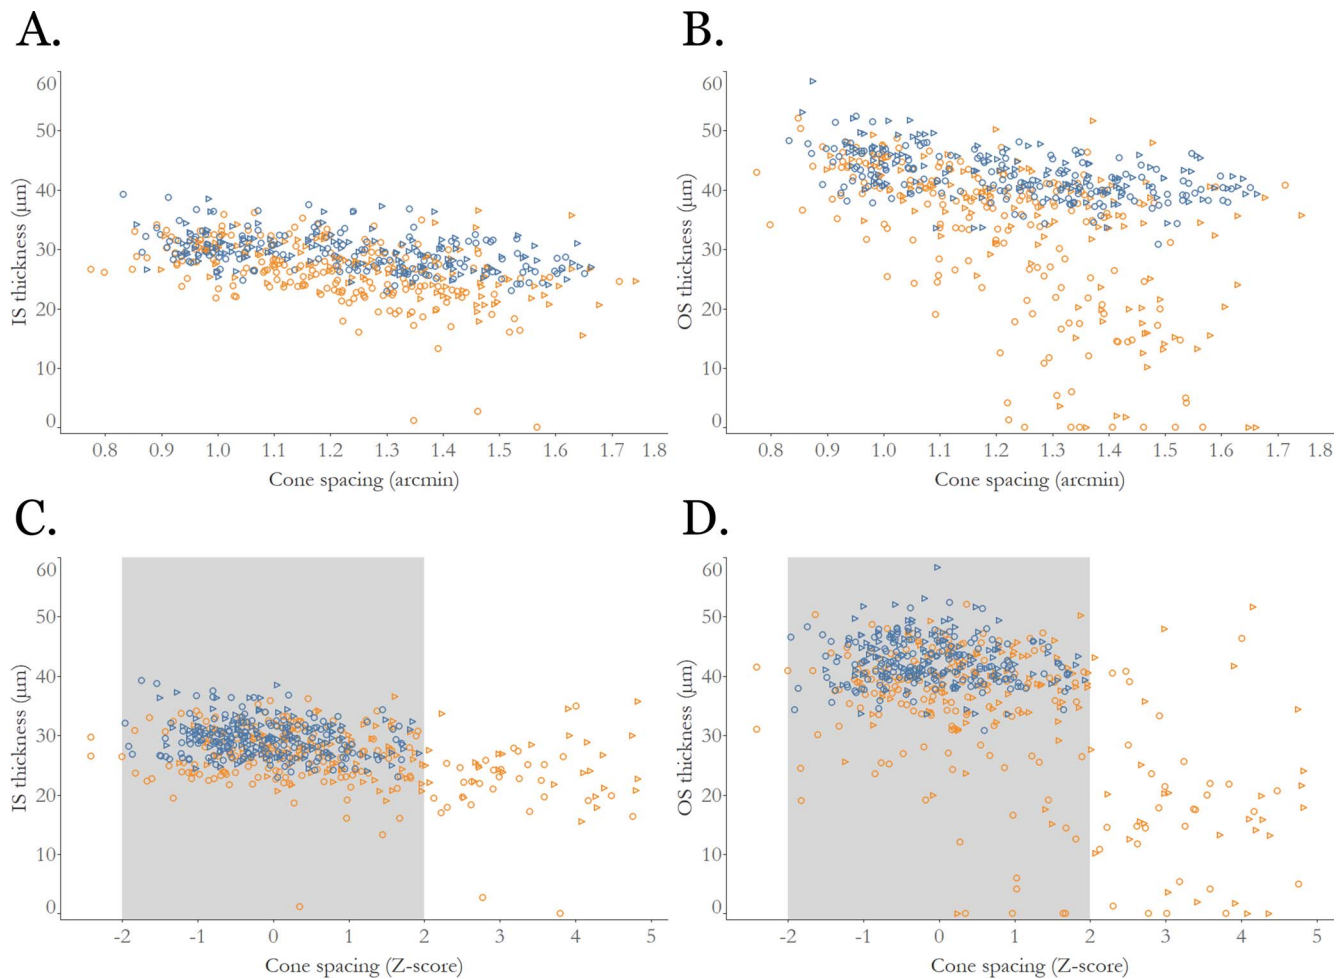 A.
60
50
40
30
20
10
0
IS thickness (µm)
0.8 0.9 1.0 1.1 1.2 1.3 1.4 1.5 1.6 1.7 1.8
Cone spacing (arcmin)
B.
60
50
40
30
20
10
0
OS thickness (µm)
0.8 0.9 1.0 1.1 1.2 1.3 1.4 1.5 1.6 1.7 1.8
Cone spacing (arcmin)
C.
60
50
40
30
20
10
0
IS thickness (µm)
-2 -1 0 1 2 3 4 5
Cone spacing (Z-score)
D.
60
50
40
30
20
10
0
OS thickness (µm)
-2 -1 0 1 2 3 4 5
Cone spacing (Z-score)